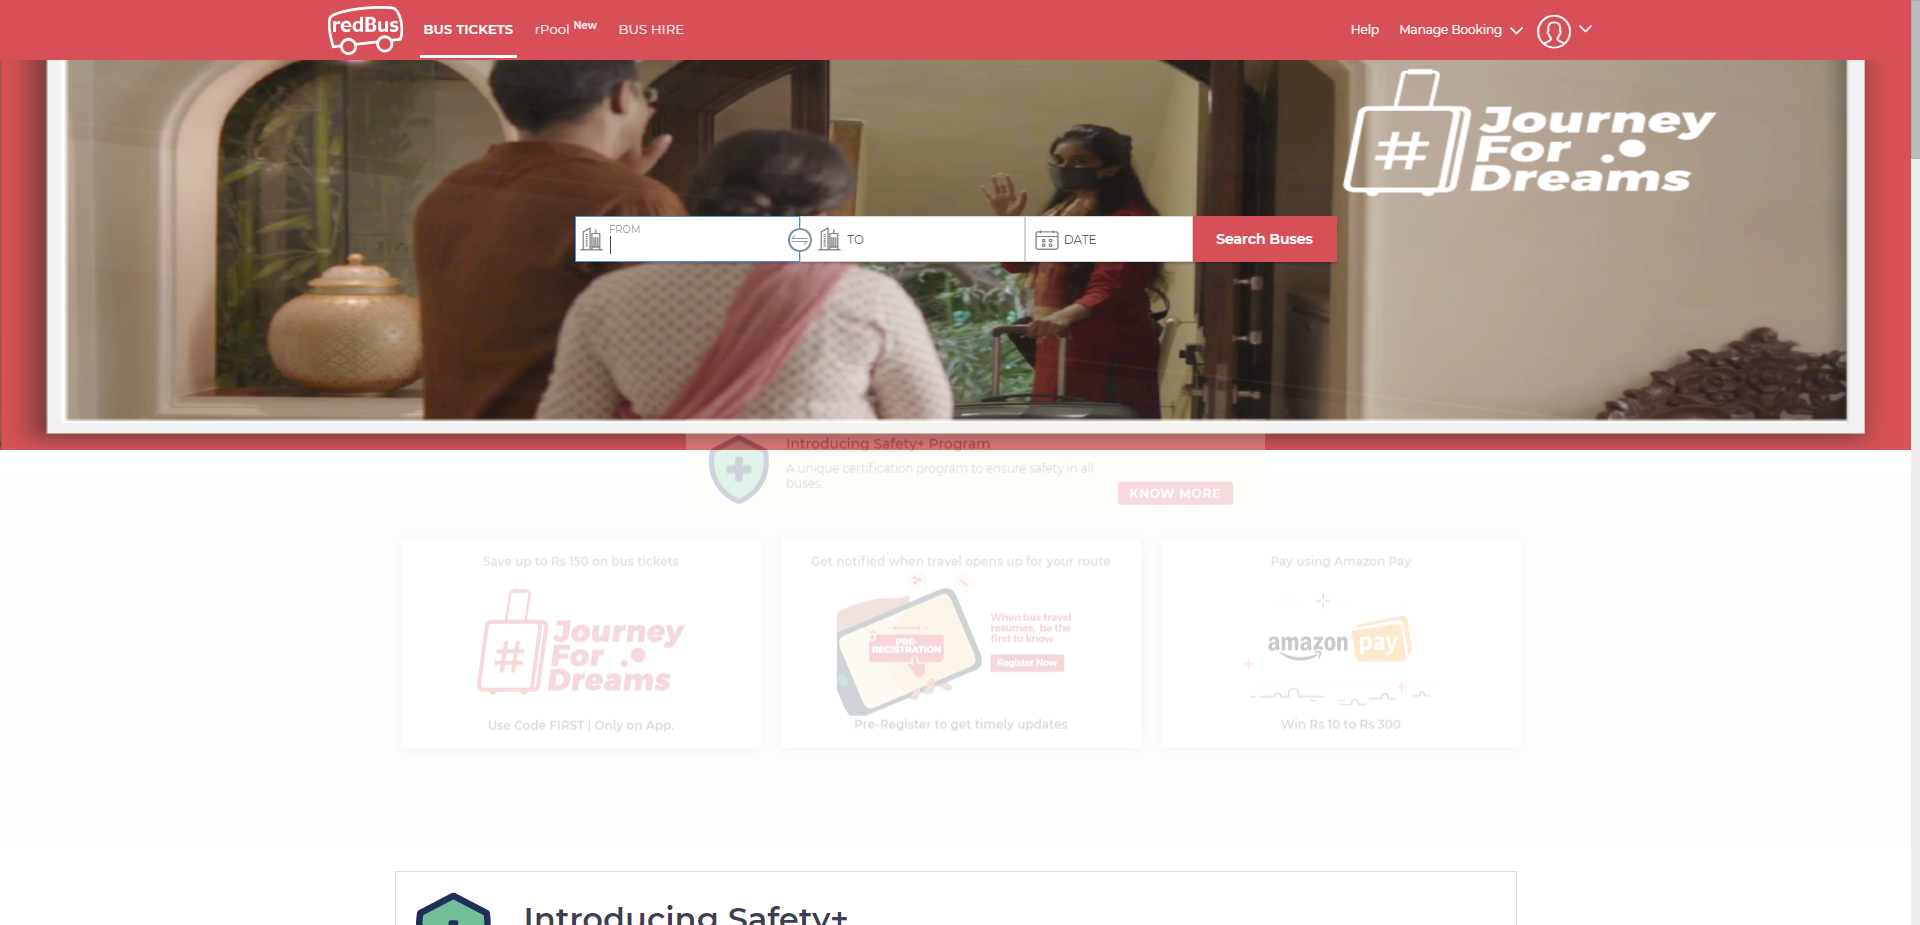 redBus
BUS TICKETS
rPool New
BUS HIRE
Help
Manage Booking
# Journey
For
Dreams
FROM
TO
DATE
Search Buses
Introducing Safety+ Program
A unique certification program to ensure safety in all
buses.
KNOW MORE
Save up to Rs 150 on bus tickets
# Journey
For
Dreams
Use Code FIRST | Only on App.
Get notified when travel opens up for your route
PRE-
REGISTRATION
When bus travel
resumes, be the
first to know
Register Now
Pre-Register to get timely updates
Pay using Amazon Pay
amazon pay
Win Rs 10 to Rs 300
Introducing Safety+